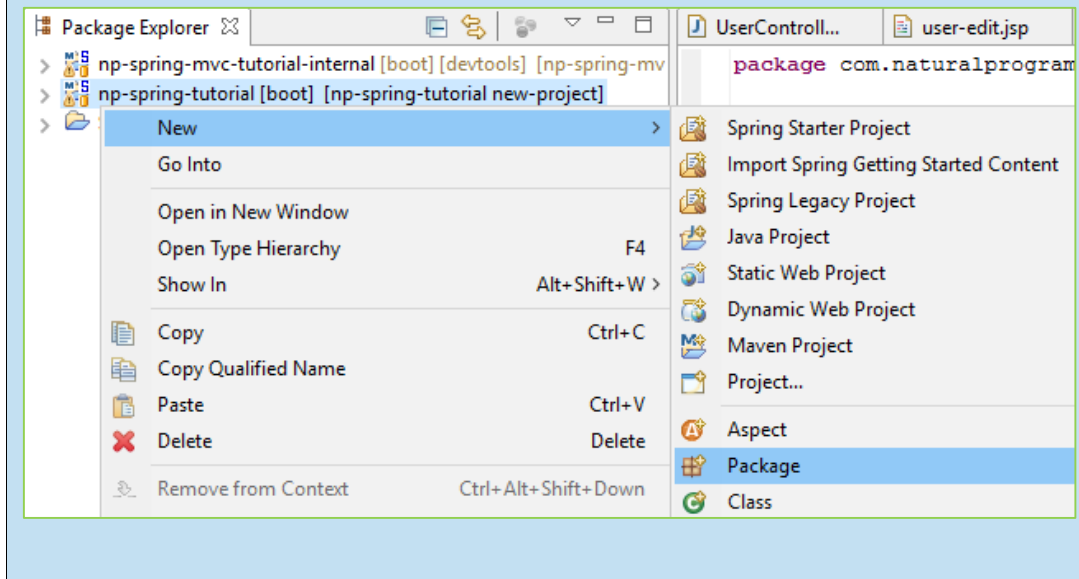 Package Explorer
UserControll...
user-edit.jsp
np-spring-mvc-tutorial-internal [boot] [devtools] [np-spring-mv
package com.naturalprogram
np-spring-tutorial [boot] [np-spring-tutorial new-project]
New
Go Into
Open in New Window
Open Type Hierarchy F4
Show In Alt+Shift+W >
Copy Ctrl+C
Copy Qualified Name
Paste Ctrl+V
Delete Delete
Remove from Context Ctrl+Alt+Shift+Down
Spring Starter Project
Import Spring Getting Started Content
Spring Legacy Project
Java Project
Static Web Project
Dynamic Web Project
Maven Project
Project...
Aspect
Package
Class